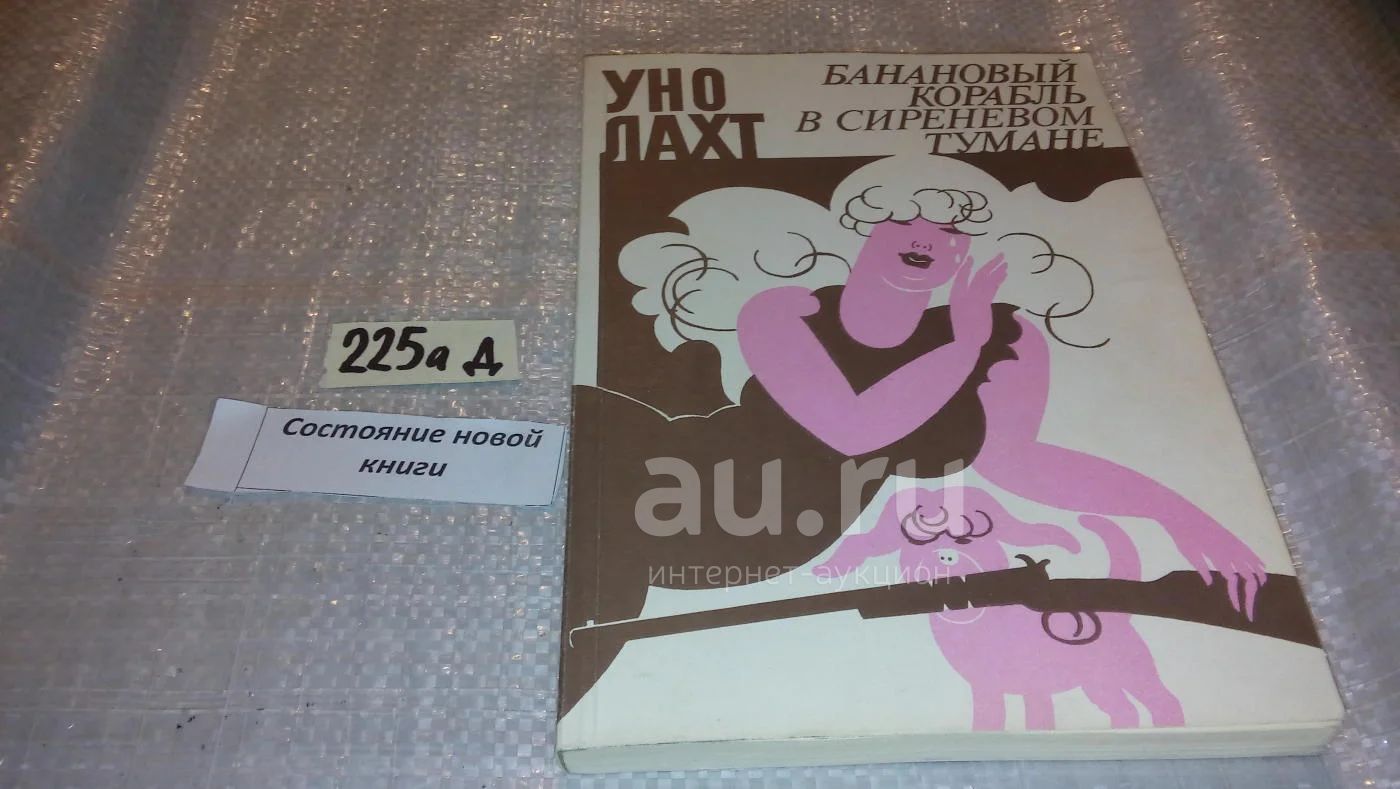 УНО
ЛАХТ
БАНАНОВЫЙ
КОРАБЛЬ
В СИРЕНЕВОМ
ТУМАНЕ
225а Д
Состояние новой
книги
au.ru
интернет-аукцион